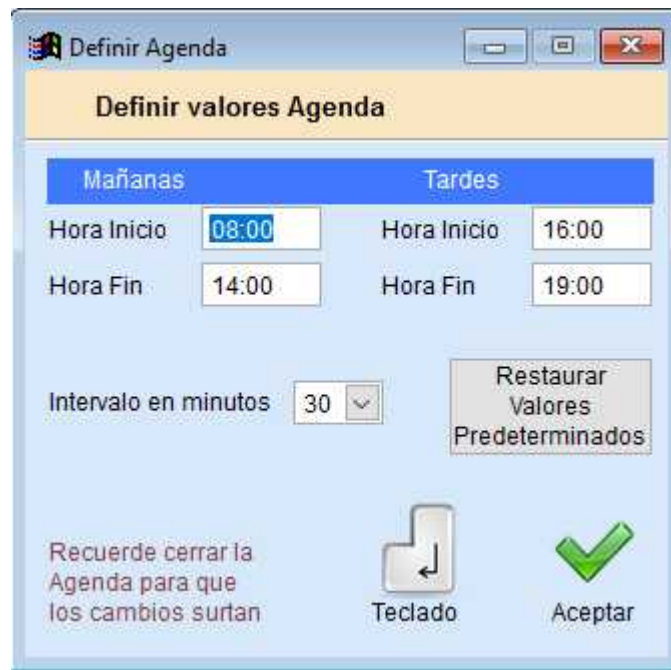 Definir Agenda
Definir valores Agenda
Mañanas Tardes
Hora Inicio 08:00 Hora Inicio 16:00
Hora Fin 14:00 Hora Fin 19:00
Intervalo en minutos 30
Restaurar
Valores
Predeterminados
Recuerde cerrar la
Agenda para que
los cambios surtan
Teclado Aceptar